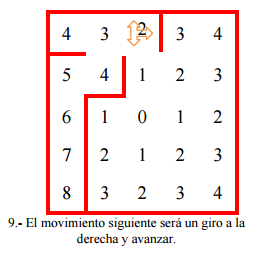 4 3 2 3 4
5 4 1 2 3
6 1 0 1 2
7 2 1 2 3
8 3 2 3 4
9.- El movimiento siguiente será un giro a la
derecha y avanzar.